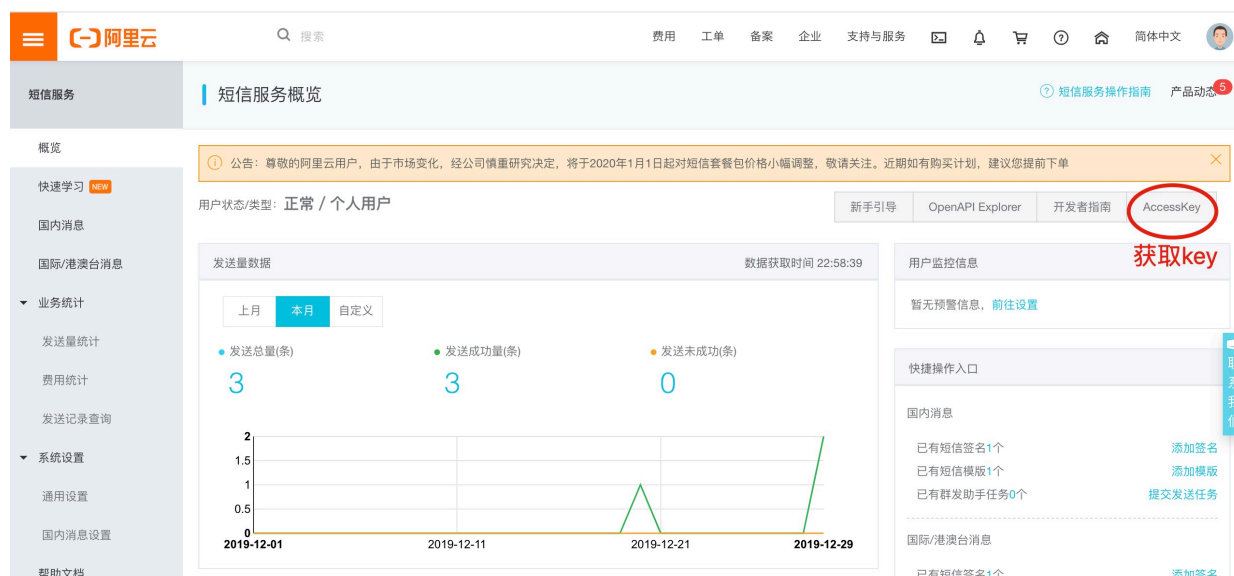 阿里云
搜索
费用 工单 备案 企业 支持与服务 简体中文
短信服务
短信服务概览
短信服务操作指南 产品动态 5
概览
快速学习 NEW
国内消息
国际/港澳台消息
业务统计
发送量统计
费用统计
发送记录查询
系统设置
通用设置
国内消息设置
帮助文档
公告：尊敬的阿里云用户，由于市场变化，经公司慎重研究决定，将于2020年1月1日起对短信套餐包价格小幅调整，敬请关注。近期如有购买计划，建议您提前下单
用户状态/类型: 正常 / 个人用户
新手引导 OpenAPI Explorer 开发者指南 AccessKey
获取key
发送量数据 数据获取时间 22:58:39
上月 本月 自定义
发送总量(条) 发送成功量(条) 发送未成功(条)
3 3 0
2
1.5
1
0.5
0
2019-12-01 2019-12-11 2019-12-21 2019-12-29
用户监控信息
暂无预警信息，前往设置
快捷操作入口
国内消息
已有短信签名1个 添加签名
已有短信模版1个 添加模版
已有群发助手任务0个 提交发送任务
国际/港澳台消息
已有短信签名1个 添加签名